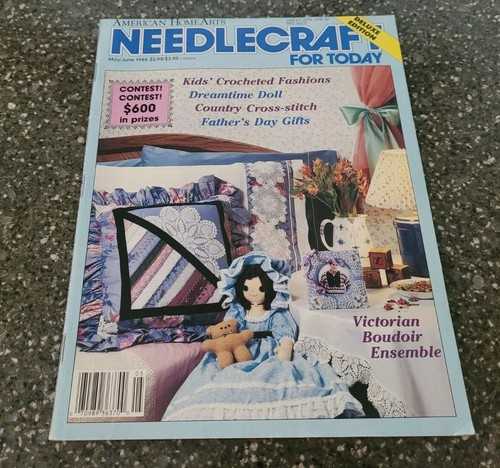 AMERICAN HOME ARTS
DELUXE
EDITION
NEEDLECRAFT
FOR TODAY
CONTEST!
CONTEST!
$600
in prizes
Kids' Crocheted Fashions
Dreamtime Doll
Country Cross-stitch
Father's Day Gifts
Victorian
Boudoir
Ensemble
05